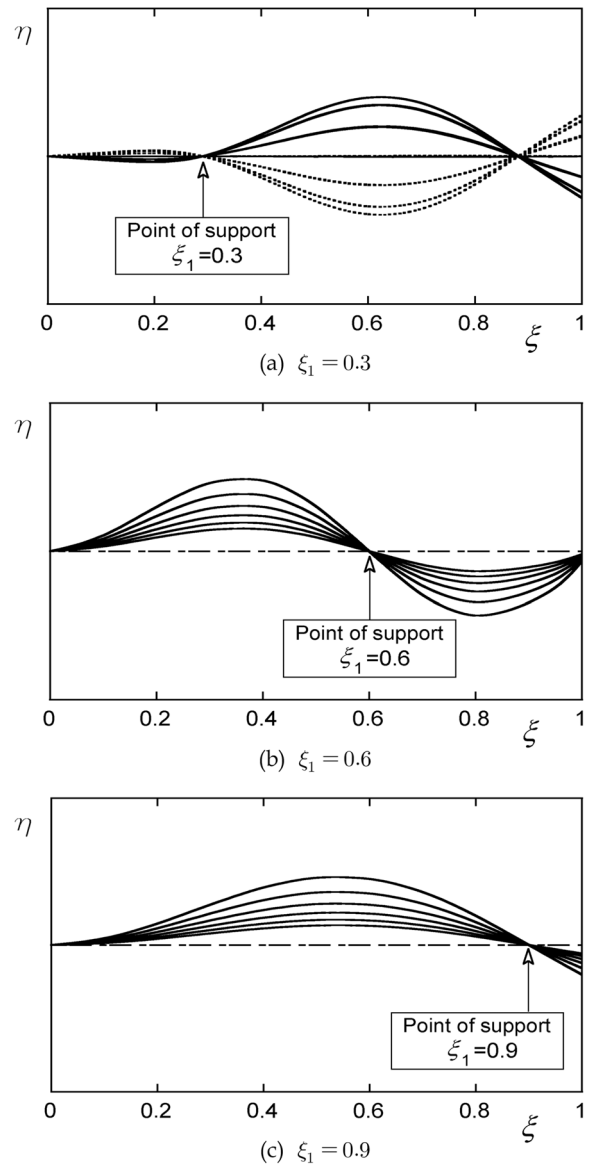 η
Point of support
ξ₁=0.3
0 0.2 0.4 0.6 0.8 1
ξ
(a) ξ₁ = 0.3
η
Point of support
ξ₁=0.6
0 0.2 0.4 0.6 0.8 1
ξ
(b) ξ₁ = 0.6
η
Point of support
ξ₁=0.9
0 0.2 0.4 0.6 0.8 1
ξ
(c) ξ₁ = 0.9